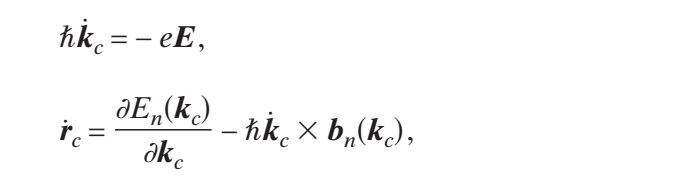 ħk̇_c = − eE,
ṙ_c = ∂E_n(k_c)/∂k_c − ħk̇_c × b_n(k_c),